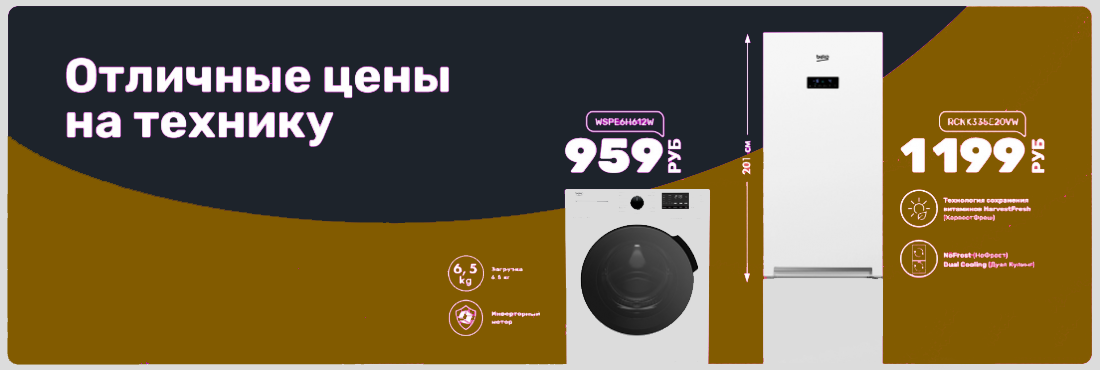 Отличные цены
на технику
WSPE6H612W
959 РУБ
6,5
kg
Загрузка
6.5 кг
Инверторный
мотор
201 см
beko
RCNK335E20VW
1199 РУБ
Технология сохранения
витаминов HarvestFresh
(ХарвестФреш)
NoFrost (НоФрост)
Dual Cooling (Дуал Кулинг)